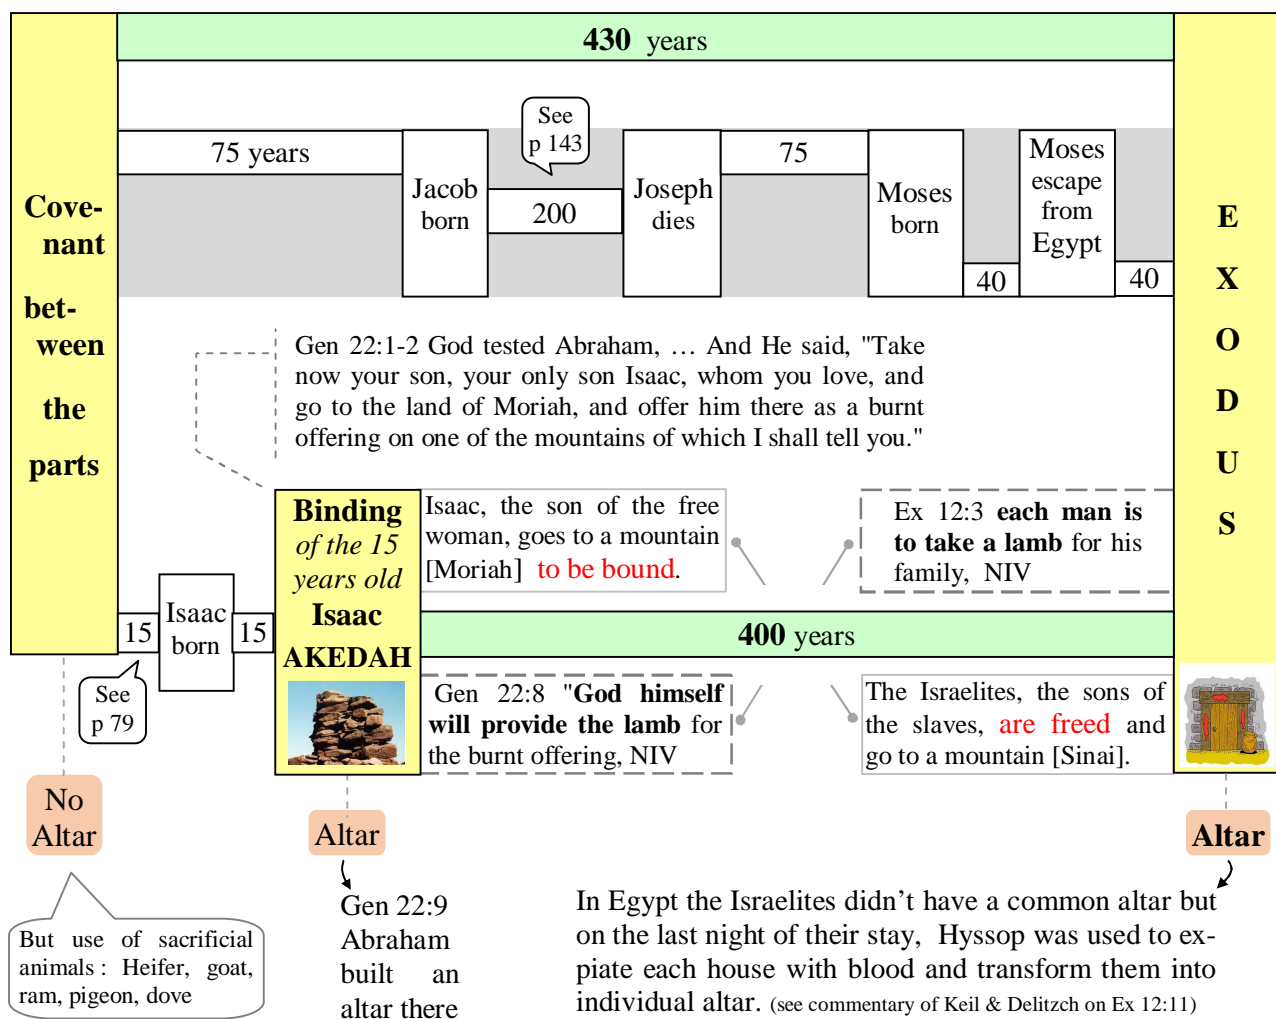 430 years
Cove-
nant
bet-
ween
the
parts
75 years
Jacob
born
See
p 143
200
Joseph
dies
75
Moses
born
40
Moses
escape
from
Egypt
40
E
X
O
D
U
S
Gen 22:1-2 God tested Abraham, … And He said, "Take
now your son, your only son Isaac, whom you love, and
go to the land of Moriah, and offer him there as a burnt
offering on one of the mountains of which I shall tell you."
15
Isaac
born
15
See
p 79
Binding
of the 15
years old
Isaac
AKEDAH
Isaac, the son of the free
woman, goes to a mountain
[Moriah] to be bound.
Ex 12:3 each man is
to take a lamb for his
family, NIV
400 years
Gen 22:8 "God himself
will provide the lamb for
the burnt offering, NIV
The Israelites, the sons of
the slaves, are freed and
go to a mountain [Sinai].
No
Altar
Altar
Altar
But use of sacrificial
animals : Heifer, goat,
ram, pigeon, dove
Gen 22:9
Abraham
built an
altar there
In Egypt the Israelites didn’t have a common altar but
on the last night of their stay, Hyssop was used to ex-
piate each house with blood and transform them into
individual altar. (see commentary of Keil & Delitzch on Ex 12:11)